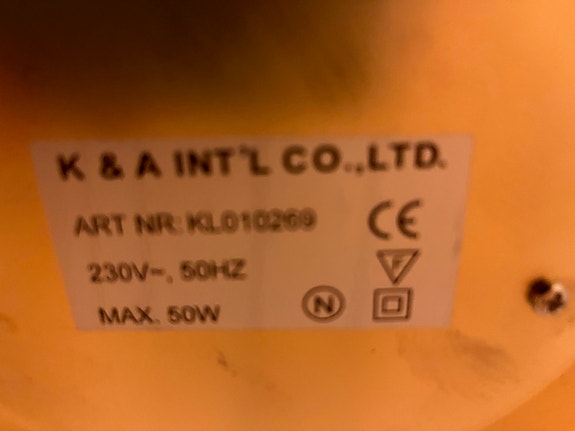 K & A INT'L CO.,LTD.
ART NR: KL010269
CE
230V~, 50HZ
F
MAX. 50W
N